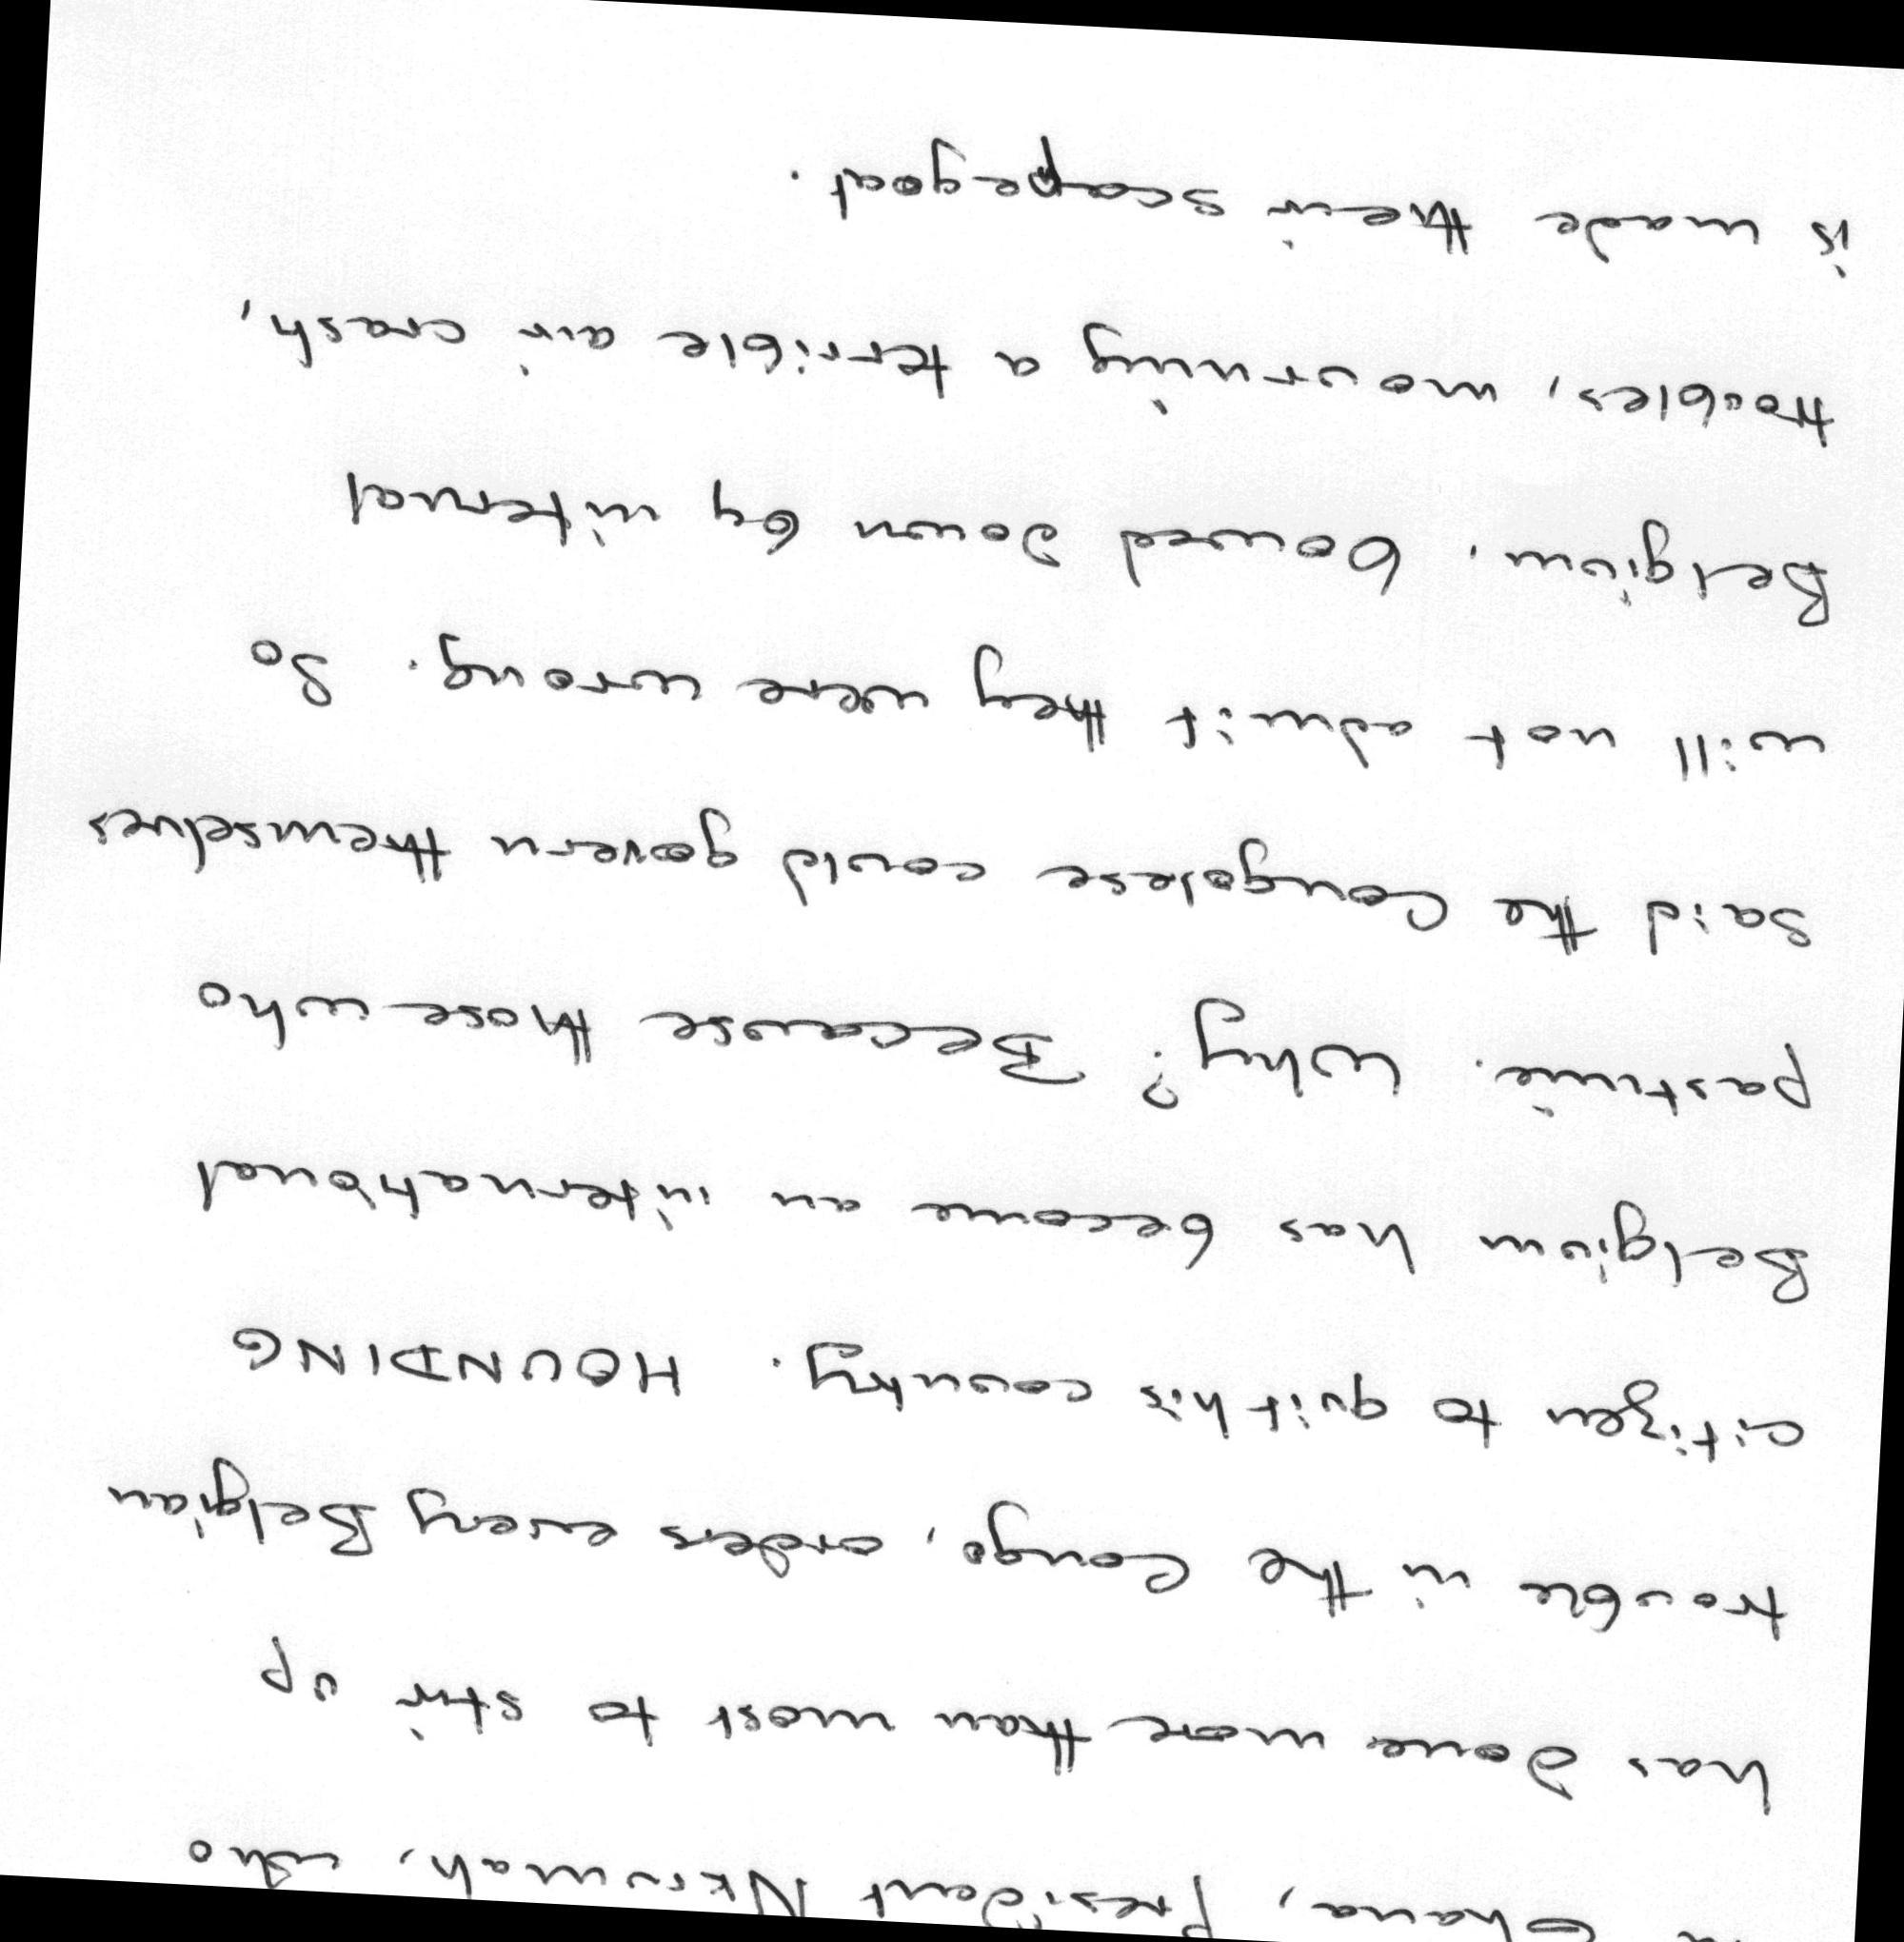 Ghana, President Nkrumah, who
has done more than most to stir up
trouble in the Congo, orders every Belgian
citizen to quit his country. HOUNDING
Belgium has become an international
pastime. Why? Because those who
said the Congolese could govern themselves
will not admit they were wrong. So
Belgium, bowed down by internal
troubles, mourning a terrible air crash,
is made their scapegoat.